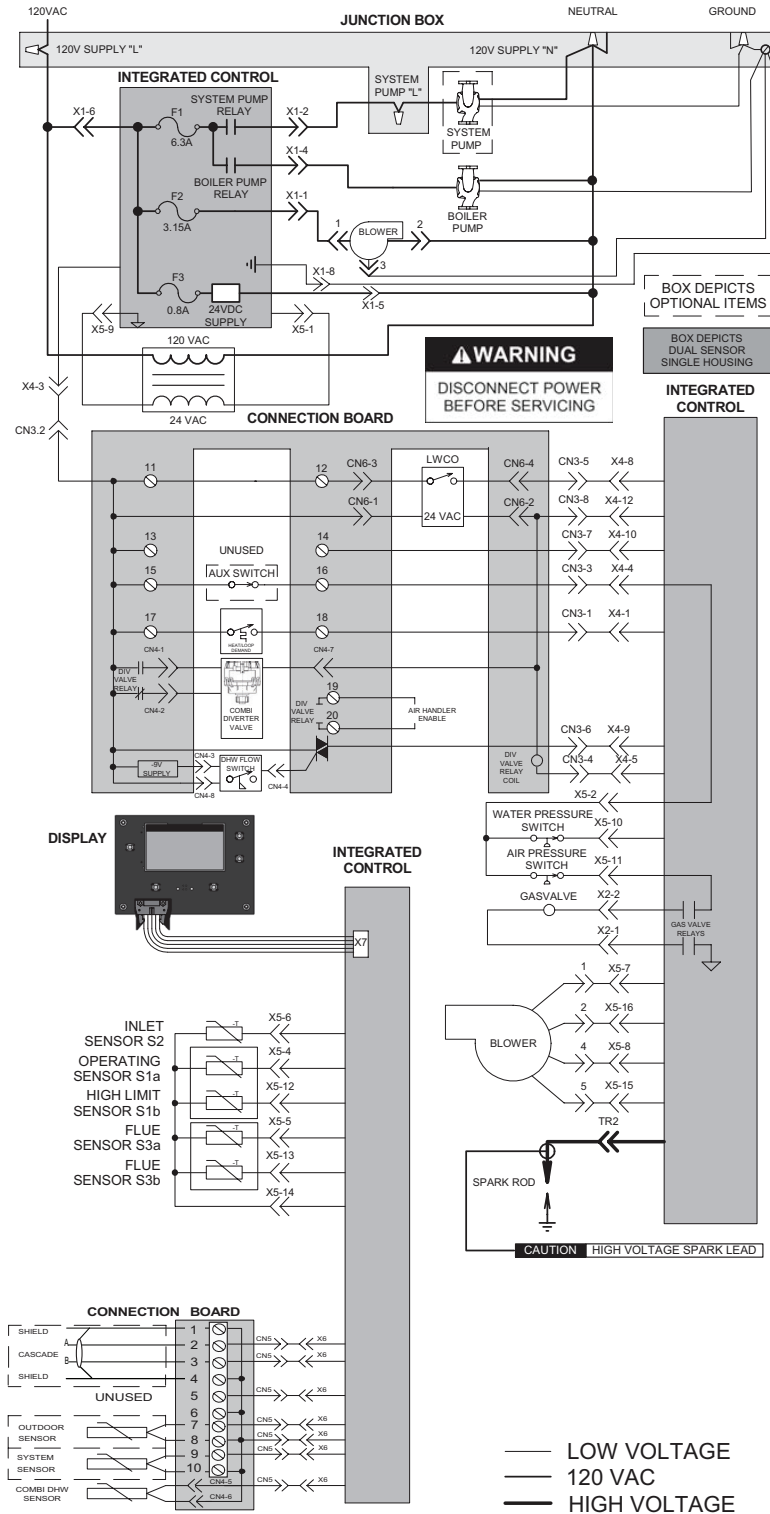 120VAC
JUNCTION BOX
NEUTRAL
GROUND
120V SUPPLY "L"
120V SUPPLY "N"
INTEGRATED CONTROL
SYSTEM
PUMP "L"
SYSTEM PUMP
RELAY
F1
6.3A
X1-6
X1-2
SYSTEM
PUMP
X1-4
BOILER PUMP
RELAY
BOILER
PUMP
F2
3.15A
X1-1
1
BLOWER
2
3
X1-8
F3
0.8A
24VDC
SUPPLY
X1-5
X5-9
X5-1
BOX DEPICTS
OPTIONAL ITEMS
BOX DEPICTS
DUAL SENSOR
SINGLE HOUSING
120 VAC
24 VAC
WARNING
DISCONNECT POWER
BEFORE SERVICING
X4-3
CN3.2
CONNECTION BOARD
INTEGRATED
CONTROL
11
12
CN6-3
LWCO
CN6-4
CN3-5
X4-8
CN6-1
24 VAC
CN6-2
CN3-8
X4-12
13
UNUSED
14
CN3-7
X4-10
15
AUX SWITCH
16
CN3-3
X4-4
17
HEAT/LOOP
DEMAND
18
CN3-1
X4-1
CN4-1
CN4-7
DIV
VALVE
RELAY
CN4-2
COMBI
DIVERTER
VALVE
DIV
VALVE
RELAY
19
20
AIR HANDLER
ENABLE
CN3-6
X4-9
-9V
SUPPLY
CN4-3
DHW FLOW
SWITCH
CN4-8
CN4-4
DIV
VALVE
RELAY
COIL
CN3-4
X4-5
X5-2
WATER PRESSURE
SWITCH
X5-10
AIR PRESSURE
SWITCH
X5-11
GASVALVE
X2-2
GAS VALVE
RELAYS
X2-1
DISPLAY
INTEGRATED
CONTROL
X7
1
X5-7
2
X5-16
BLOWER
4
X5-8
5
X5-15
TR2
SPARK ROD
CAUTION
HIGH VOLTAGE SPARK LEAD
INLET
SENSOR S2
-T
X5-6
OPERATING
SENSOR S1a
-T
X5-4
HIGH LIMIT
SENSOR S1b
-T
X5-12
FLUE
SENSOR S3a
-T
X5-5
FLUE
SENSOR S3b
-T
X5-13
X5-14
CONNECTION BOARD
SHIELD
1
A
2
CN5
X6
CASCADE
B
3
CN5
X6
SHIELD
4
UNUSED
5
CN5
X6
6
OUTDOOR
SENSOR
7
CN5
X6
8
CN5
X6
SYSTEM
SENSOR
9
CN5
X6
10
COMBI DHW
SENSOR
CN4-5
CN5
X6
CN4-6
LOW VOLTAGE
120 VAC
HIGH VOLTAGE